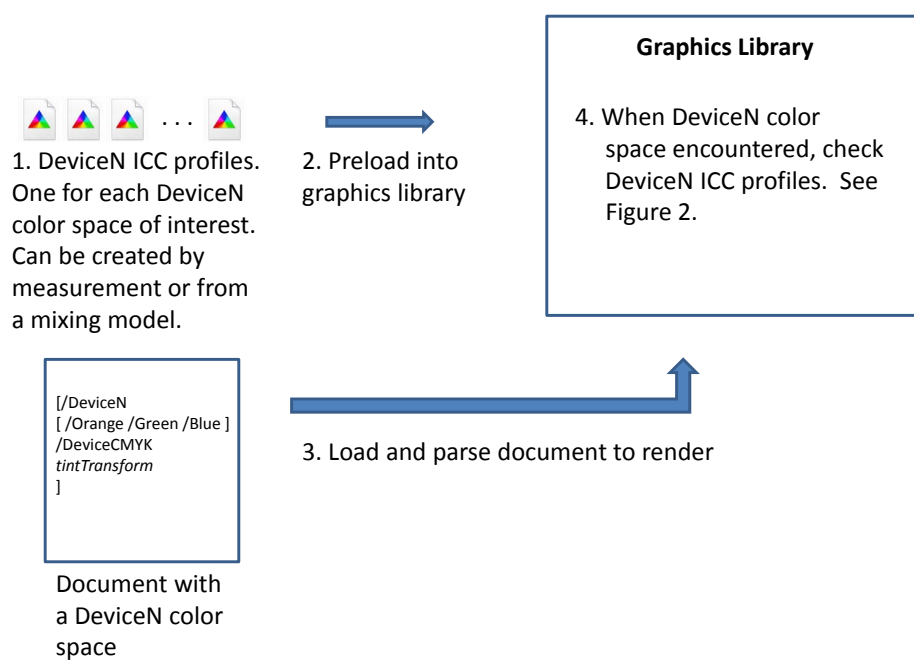 Graphics Library
. . .
1. DeviceN ICC profiles.
One for each DeviceN
color space of interest.
Can be created by
measurement or from
a mixing model.
2. Preload into
graphics library
4. When DeviceN color
space encountered, check
DeviceN ICC profiles. See
Figure 2.
[/DeviceN
[ /Orange /Green /Blue ]
/DeviceCMYK
tintTransform
]
3. Load and parse document to render
Document with
a DeviceN color
space